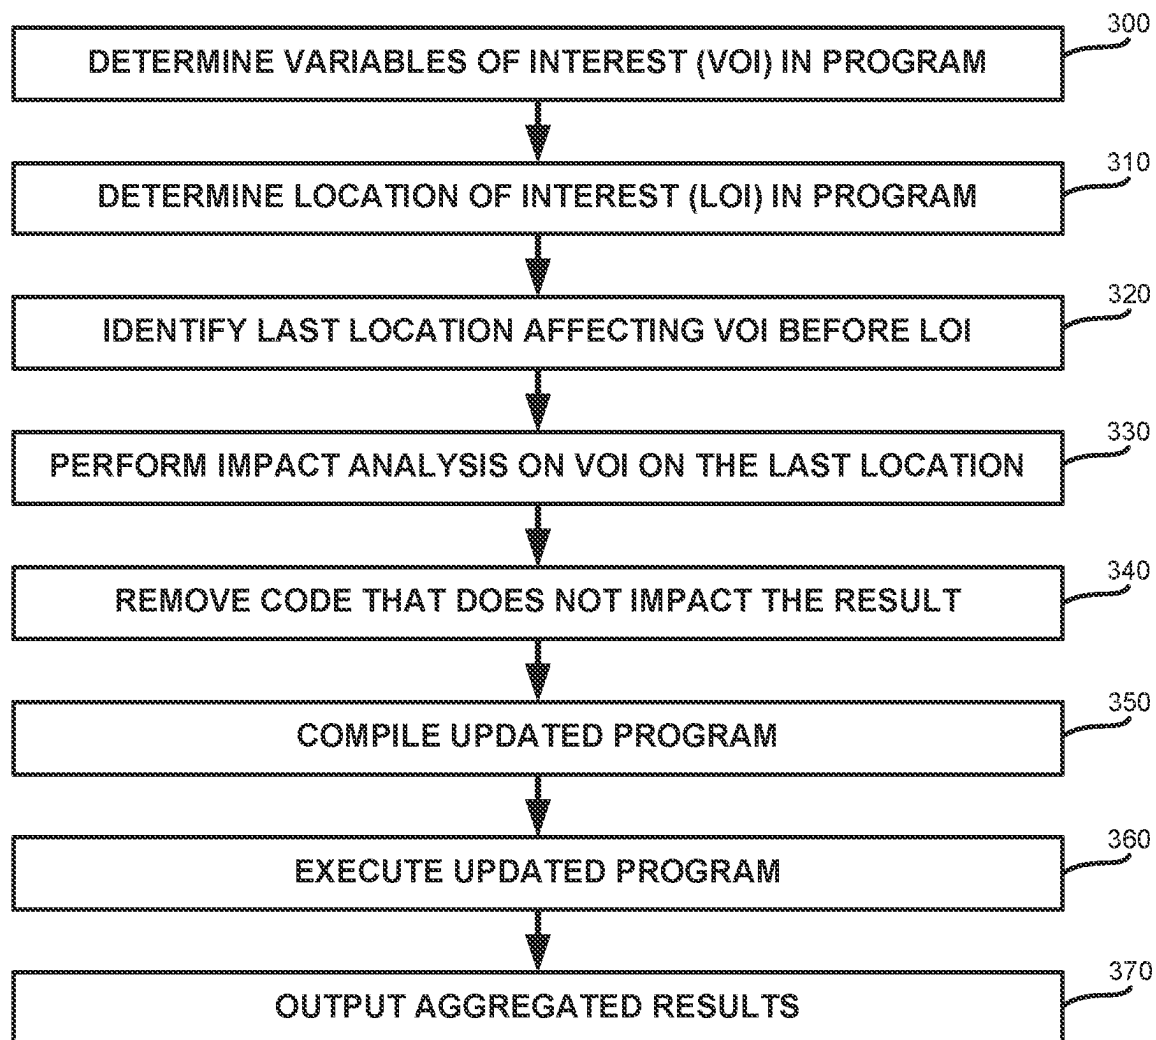 300
DETERMINE VARIABLES OF INTEREST (VOI) IN PROGRAM
310
DETERMINE LOCATION OF INTEREST (LOI) IN PROGRAM
320
IDENTIFY LAST LOCATION AFFECTING VOI BEFORE LOI
330
PERFORM IMPACT ANALYSIS ON VOI ON THE LAST LOCATION
340
REMOVE CODE THAT DOES NOT IMPACT THE RESULT
350
COMPILE UPDATED PROGRAM
360
EXECUTE UPDATED PROGRAM
370
OUTPUT AGGREGATED RESULTS